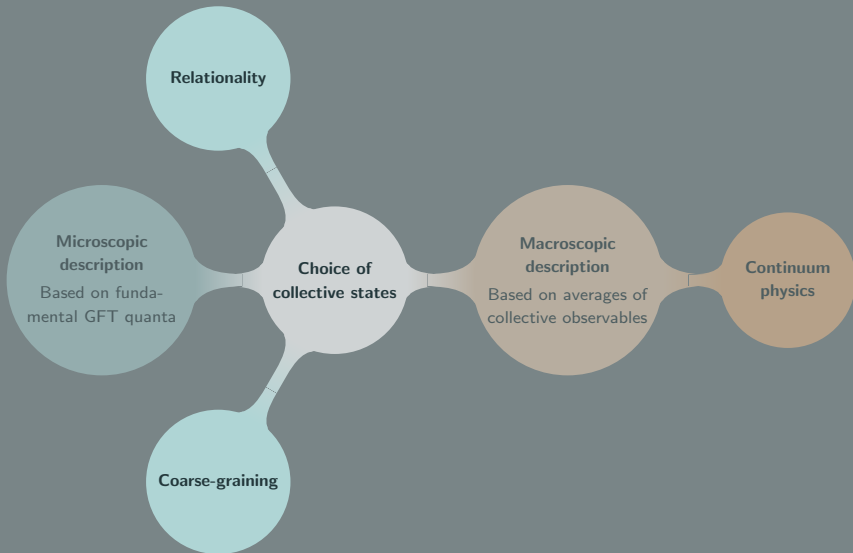 Relationality
Microscopic
description
Based on funda-
mental GFT quanta
Choice of
collective states
Macroscopic
description
Based on averages of
collective observables
Continuum
physics
Coarse-graining